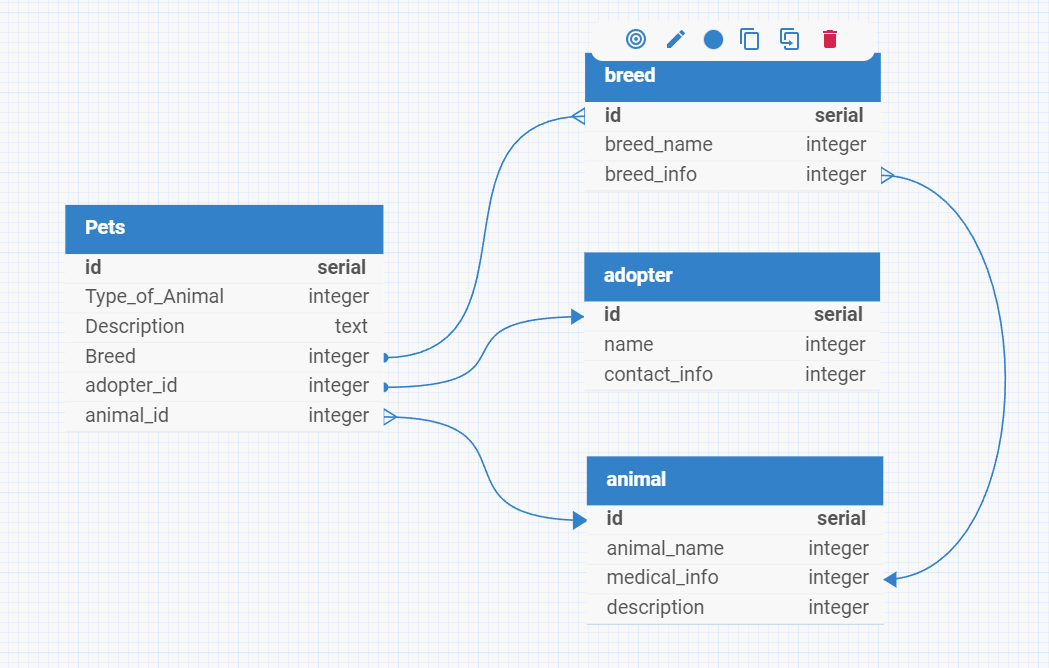 Pets
id serial
Type_of_Animal integer
Description text
Breed integer
adopter_id integer
animal_id integer
breed
id serial
breed_name integer
breed_info integer
adopter
id serial
name integer
contact_info integer
animal
id serial
animal_name integer
medical_info integer
description integer